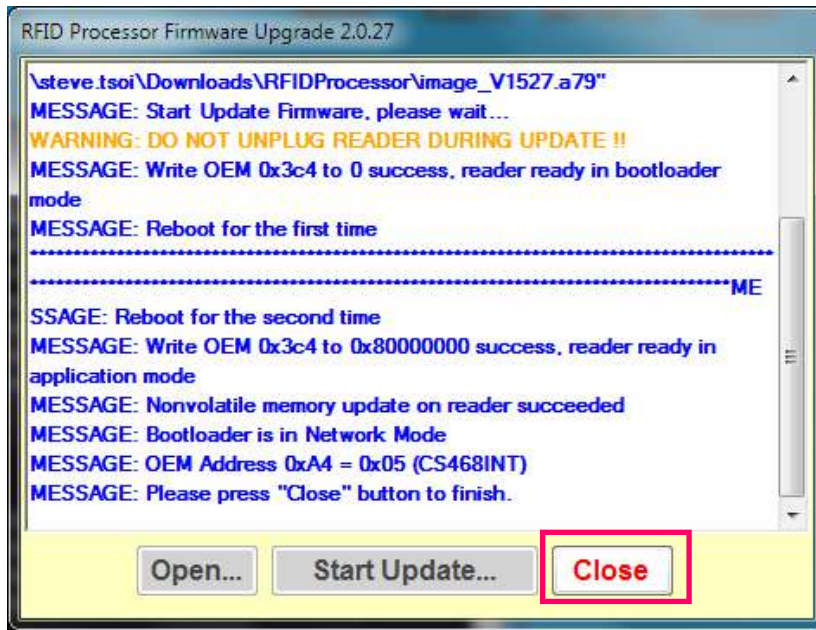 RFID Processor Firmware Upgrade 2.0.27
\steve.tsoi\Downloads\RFIDProcessor\image_V1527.a79"
MESSAGE: Start Update Firmware, please wait...
WARNING: DO NOT UNPLUG READER DURING UPDATE !!
MESSAGE: Write OEM 0x3c4 to 0 success, reader ready in bootloader
mode
MESSAGE: Reboot for the first time
*************************************************************************************
********************************************************************************ME
SSAGE: Reboot for the second time
MESSAGE: Write OEM 0x3c4 to 0x80000000 success, reader ready in
application mode
MESSAGE: Nonvolatile memory update on reader succeeded
MESSAGE: Bootloader is in Network Mode
MESSAGE: OEM Address 0xA4 = 0x05 (CS468INT)
MESSAGE: Please press "Close" button to finish.
Open... Start Update... Close